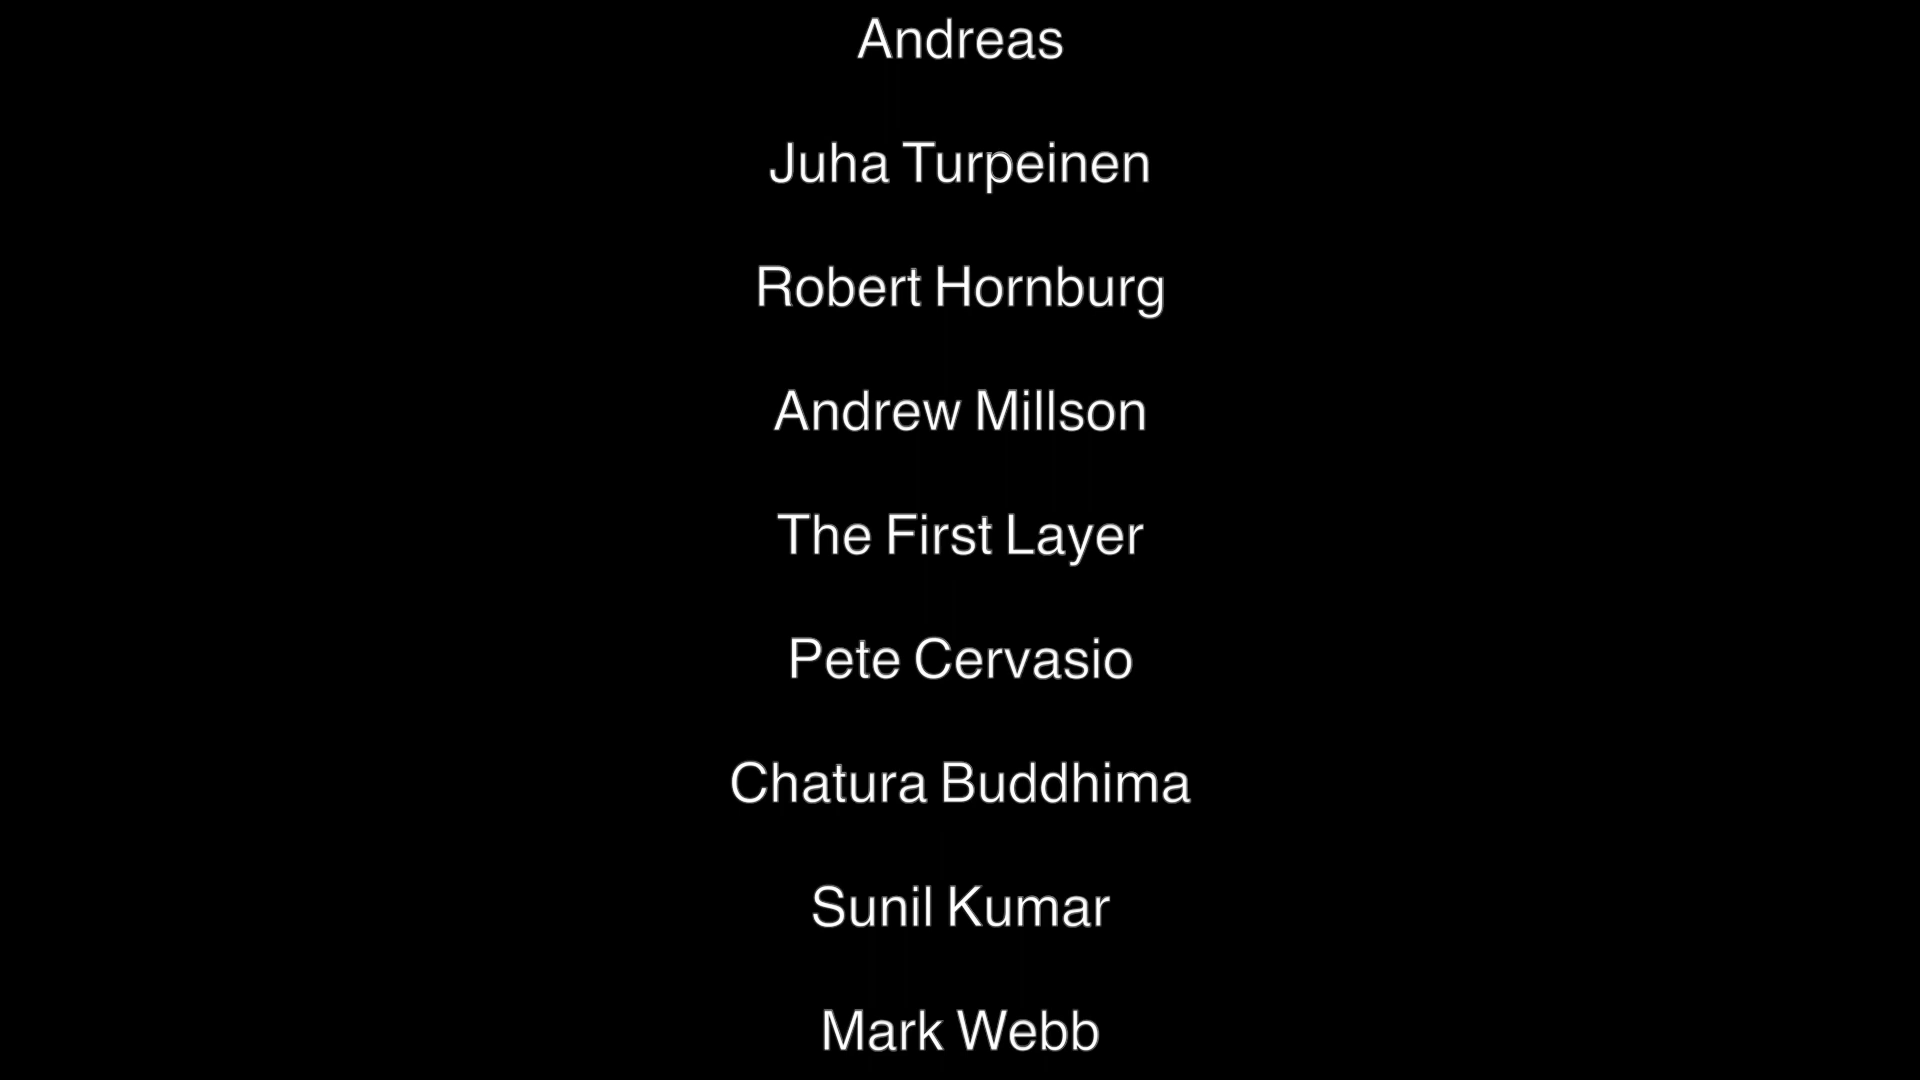 Andreas
Juha Turpeinen
Robert Hornburg
Andrew Millson
The First Layer
Pete Cervasio
Chatura Buddhima
Sunil Kumar
Mark Webb